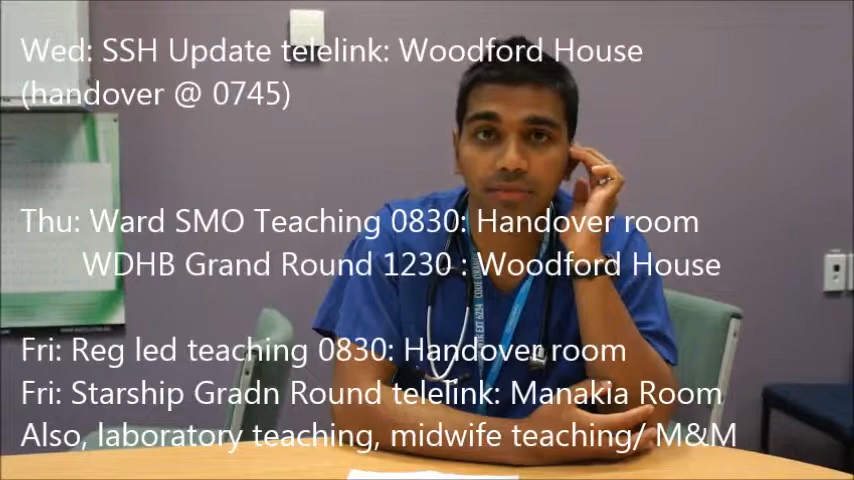 Wed: SSH Update telelink: Woodford House
(handover @ 0745)
Thu: Ward SMO Teaching 0830: Handover room
WDHB Grand Round 1230 : Woodford House
Fri: Reg led teaching 0830: Handover room
Fri: Starship Gradn Round telelink: Manakia Room
Also, laboratory teaching, midwife teaching/ M&M